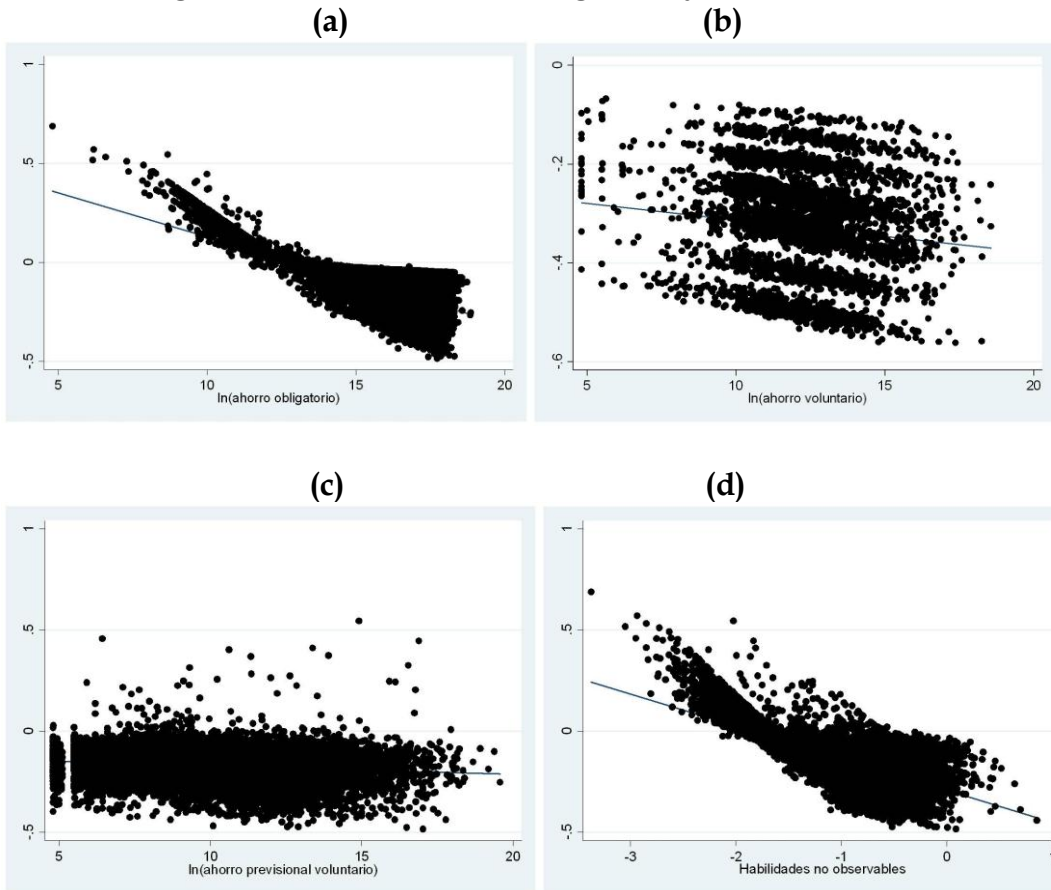 (a)
1
.5
0
-.5
5 10 15 20
ln(ahorro obligatorio)
(b)
0
-.2
-.4
-.6
5 10 15 20
ln(ahorro voluntario)
(c)
1
.5
0
-.5
5 10 15 20
ln(ahorro previsional voluntario)
(d)
1
.5
0
-.5
-3 -2 -1 0 1
Habilidades no observables